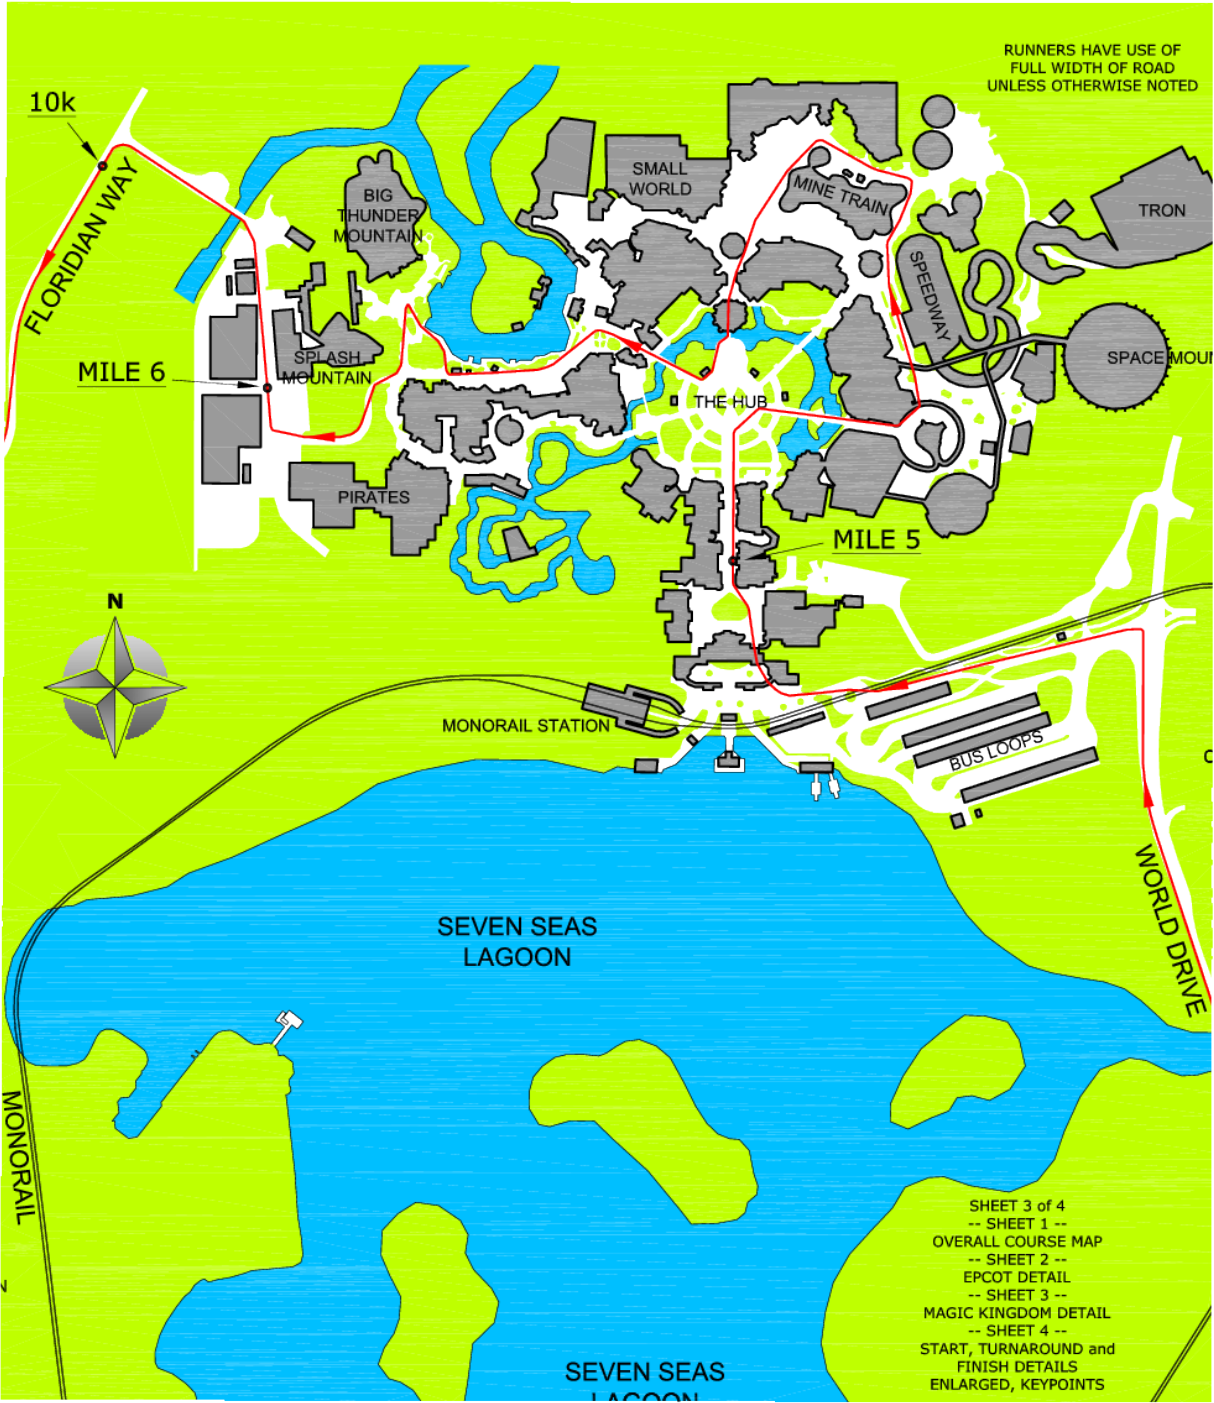 RUNNERS HAVE USE OF
FULL WIDTH OF ROAD
UNLESS OTHERWISE NOTED
10k
FLORIDIAN WAY
BIG
THUNDER
MOUNTAIN
SMALL
WORLD
MINE TRAIN
TRON
SPEEDWAY
SPLASH
MOUNTAIN
SPACE MOUN
MILE 6
THE HUB
PIRATES
MILE 5
N
MONORAIL STATION
BUS LOOPS
WORLD DRIVE
SEVEN SEAS
LAGOON
MONORAIL
SHEET 3 of 4
-- SHEET 1 --
OVERALL COURSE MAP
-- SHEET 2 --
EPCOT DETAIL
-- SHEET 3 --
MAGIC KINGDOM DETAIL
-- SHEET 4 --
START, TURNAROUND and
FINISH DETAILS
ENLARGED, KEYPOINTS
SEVEN SEAS
LAGOON